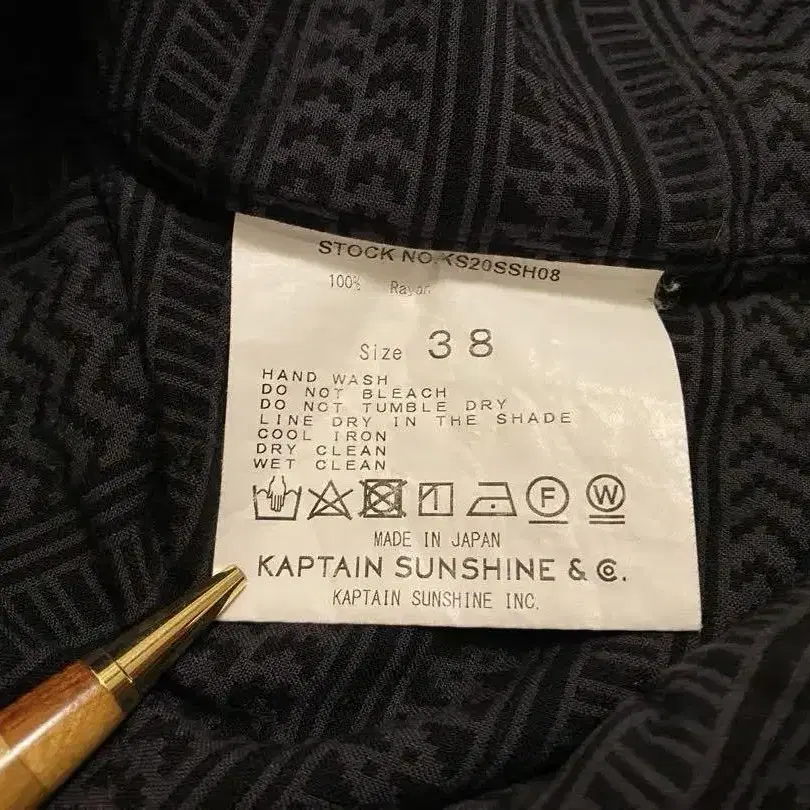 STOCK NO.KS20SSH08
100% Rayon
Size 38
HAND WASH
DO NOT BLEACH
DO NOT TUMBLE DRY
LINE DRY IN THE SHADE
COOL IRON
DRY CLEAN
WET CLEAN
F W
MADE IN JAPAN
KAPTAIN SUNSHINE & Co.
KAPTAIN SUNSHINE INC.